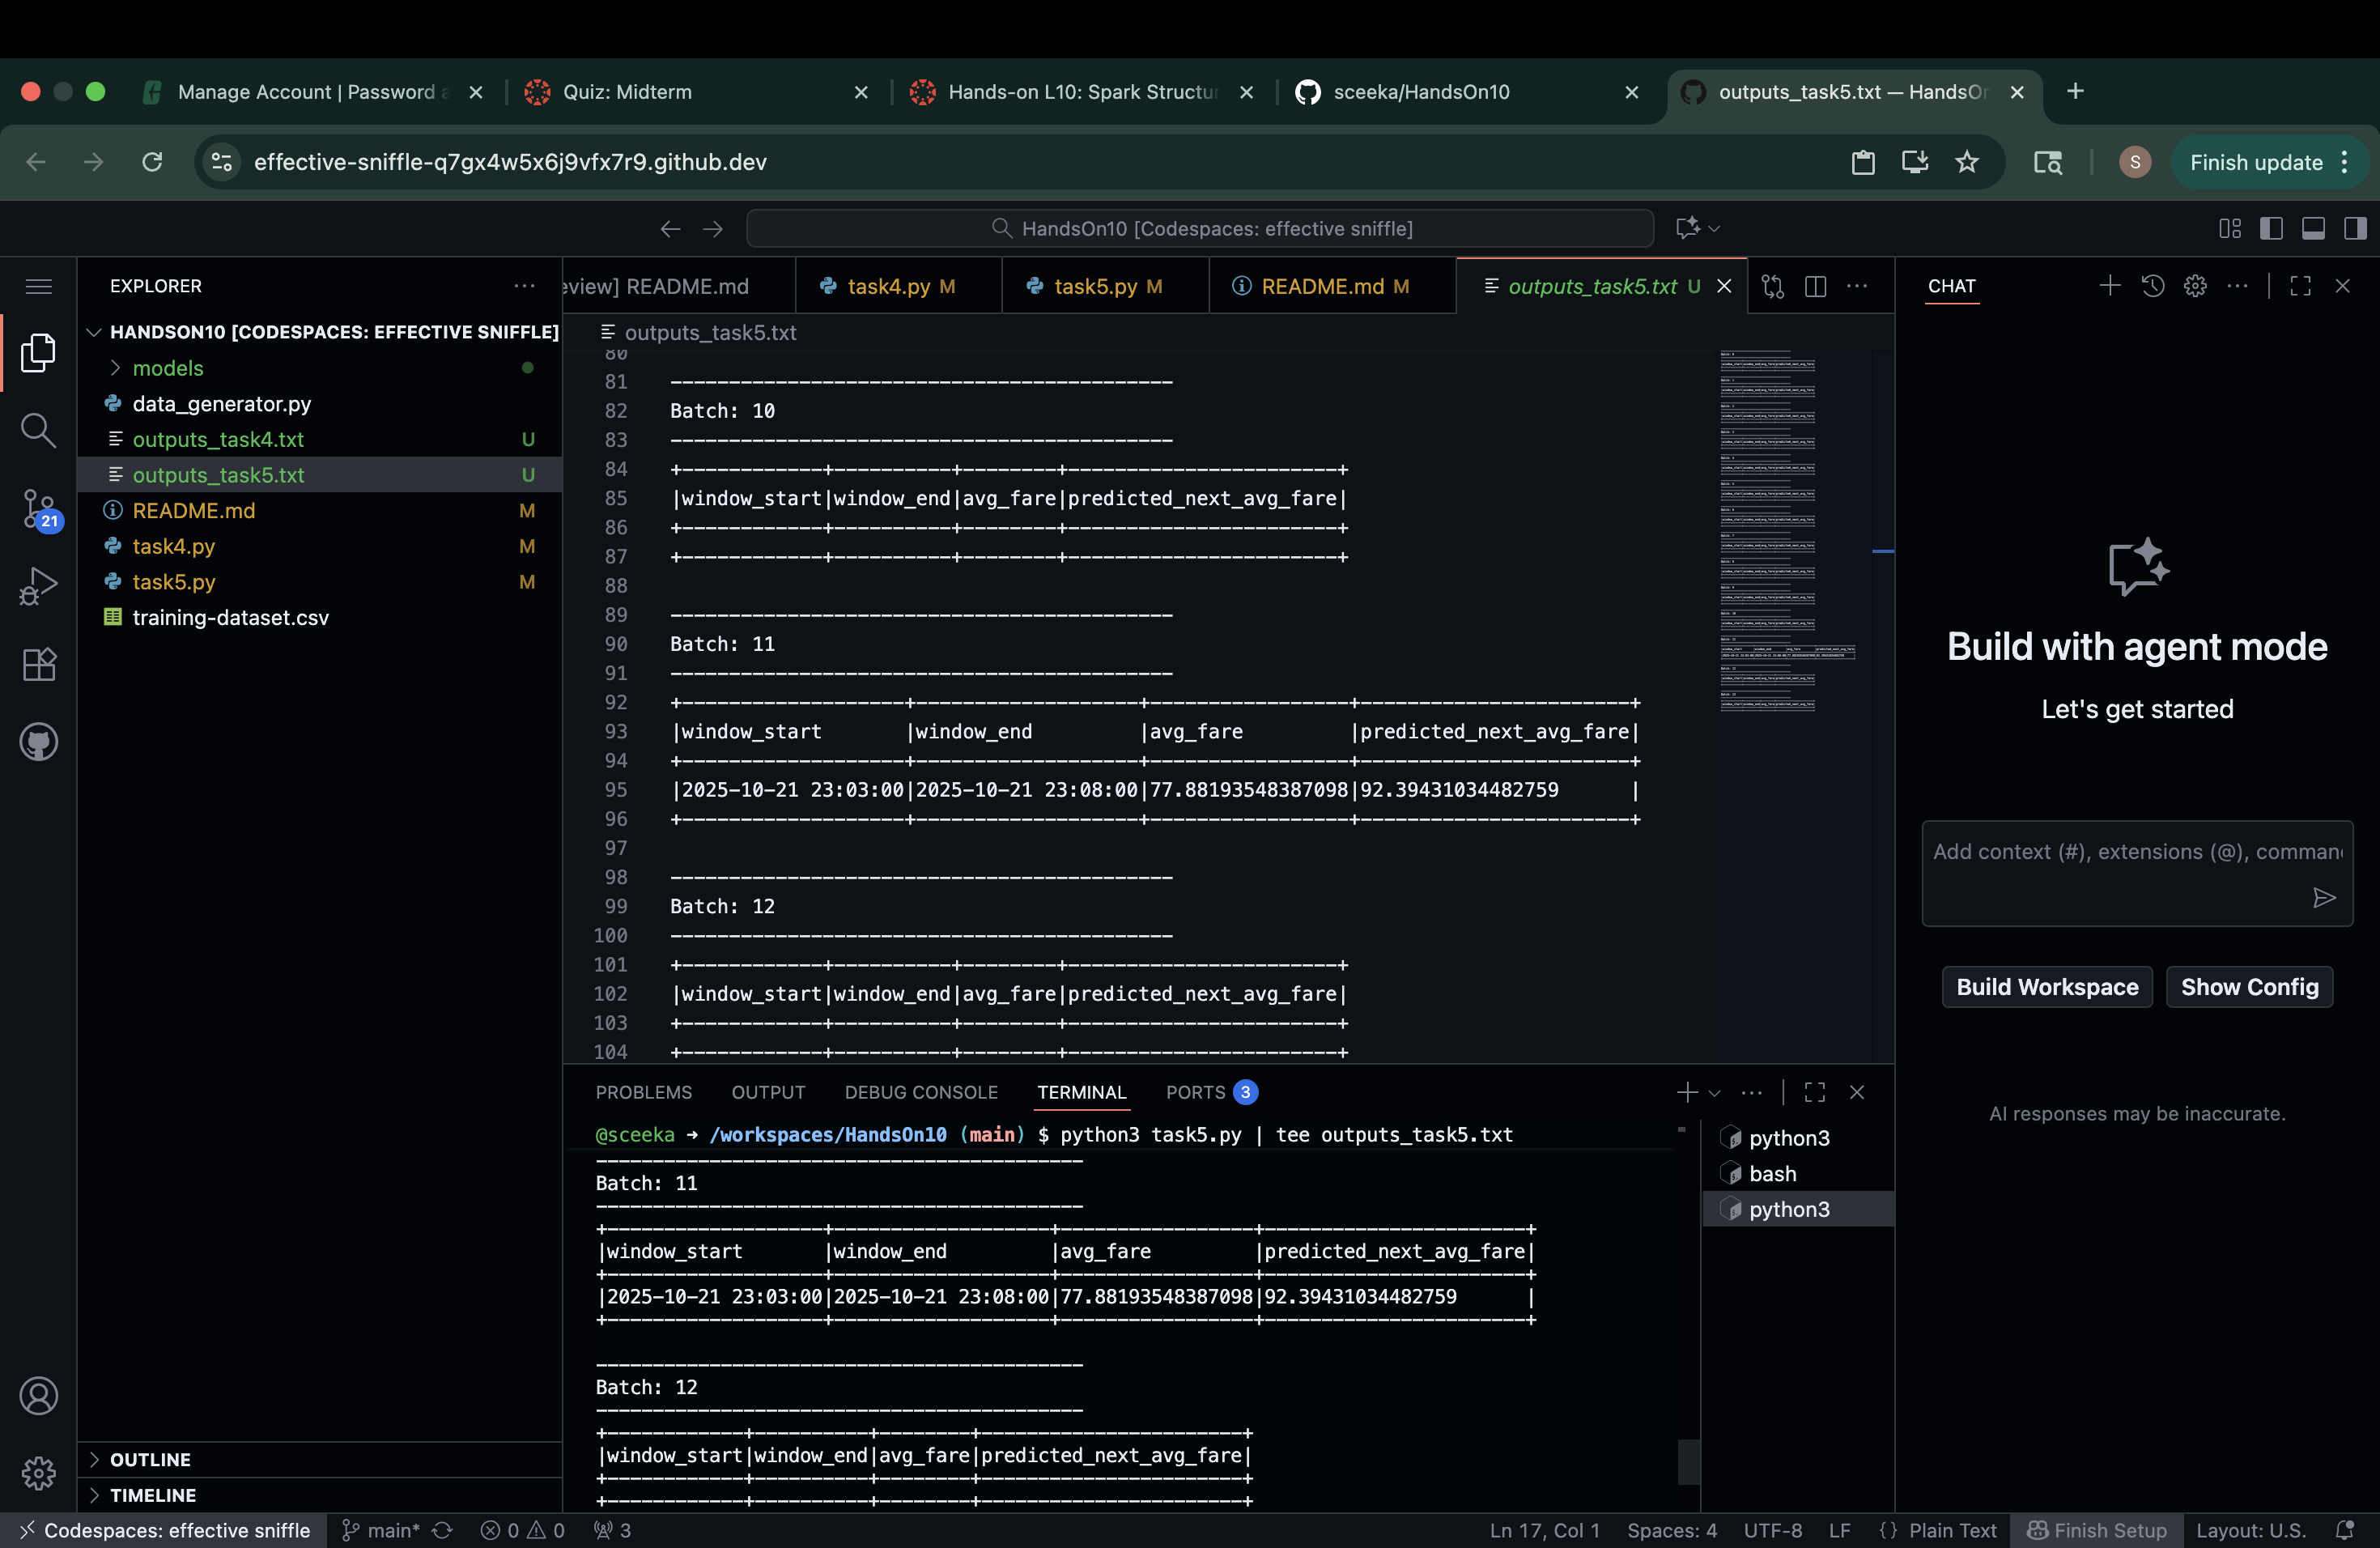 Manage Account | Password a
Quiz: Midterm
Hands-on L10: Spark Structur
sceeka/HandsOn10
outputs_task5.txt — HandsOn
effective-sniffle-q7gx4w5x6j9vfx7r9.github.dev
S
Finish update
HandsOn10 [Codespaces: effective sniffle]
EXPLORER
HANDSON10 [CODESPACES: EFFECTIVE SNIFFLE]
models
data_generator.py
outputs_task4.txt U
outputs_task5.txt U
README.md M
task4.py M
task5.py M
training-dataset.csv
21
OUTLINE
TIMELINE
eview] README.md
task4.py M
task5.py M
README.md M
outputs_task5.txt U
outputs_task5.txt
80
81 -------------------------------------------
82 Batch: 10
83 -------------------------------------------
84 +------------+----------+--------+---------------------+
85 |window_start|window_end|avg_fare|predicted_next_avg_fare|
86 +------------+----------+--------+---------------------+
87 +------------+----------+--------+---------------------+
88
89 -------------------------------------------
90 Batch: 11
91 -------------------------------------------
92 +-------------------+-------------------+-----------------+----------------------+
93 |window_start |window_end |avg_fare |predicted_next_avg_fare|
94 +-------------------+-------------------+-----------------+----------------------+
95 |2025-10-21 23:03:00|2025-10-21 23:08:00|77.88193548387098|92.39431034482759 |
96 +-------------------+-------------------+-----------------+----------------------+
97
98 -------------------------------------------
99 Batch: 12
100 -------------------------------------------
101 +------------+----------+--------+---------------------+
102 |window_start|window_end|avg_fare|predicted_next_avg_fare|
103 +------------+----------+--------+---------------------+
104 +------------+----------+--------+---------------------+
PROBLEMS OUTPUT DEBUG CONSOLE TERMINAL PORTS 3
@sceeka ➜ /workspaces/HandsOn10 (main) $ python3 task5.py | tee outputs_task5.txt
-------------------------------------------
Batch: 11
-------------------------------------------
+-------------------+-------------------+-----------------+----------------------+
|window_start |window_end |avg_fare |predicted_next_avg_fare|
+-------------------+-------------------+-----------------+----------------------+
|2025-10-21 23:03:00|2025-10-21 23:08:00|77.88193548387098|92.39431034482759 |
+-------------------+-------------------+-----------------+----------------------+
-------------------------------------------
Batch: 12
-------------------------------------------
+------------+----------+--------+----------------------+
|window_start|window_end|avg_fare|predicted_next_avg_fare|
+------------+----------+--------+----------------------+
+------------+----------+--------+----------------------+
python3
bash
python3
CHAT
Build with agent mode
Let's get started
Add context (#), extensions (@), comman
Build Workspace
Show Config
AI responses may be inaccurate.
Codespaces: effective sniffle
main*
0 0
3
Ln 17, Col 1
Spaces: 4
UTF-8
LF
{} Plain Text
Finish Setup
Layout: U.S.